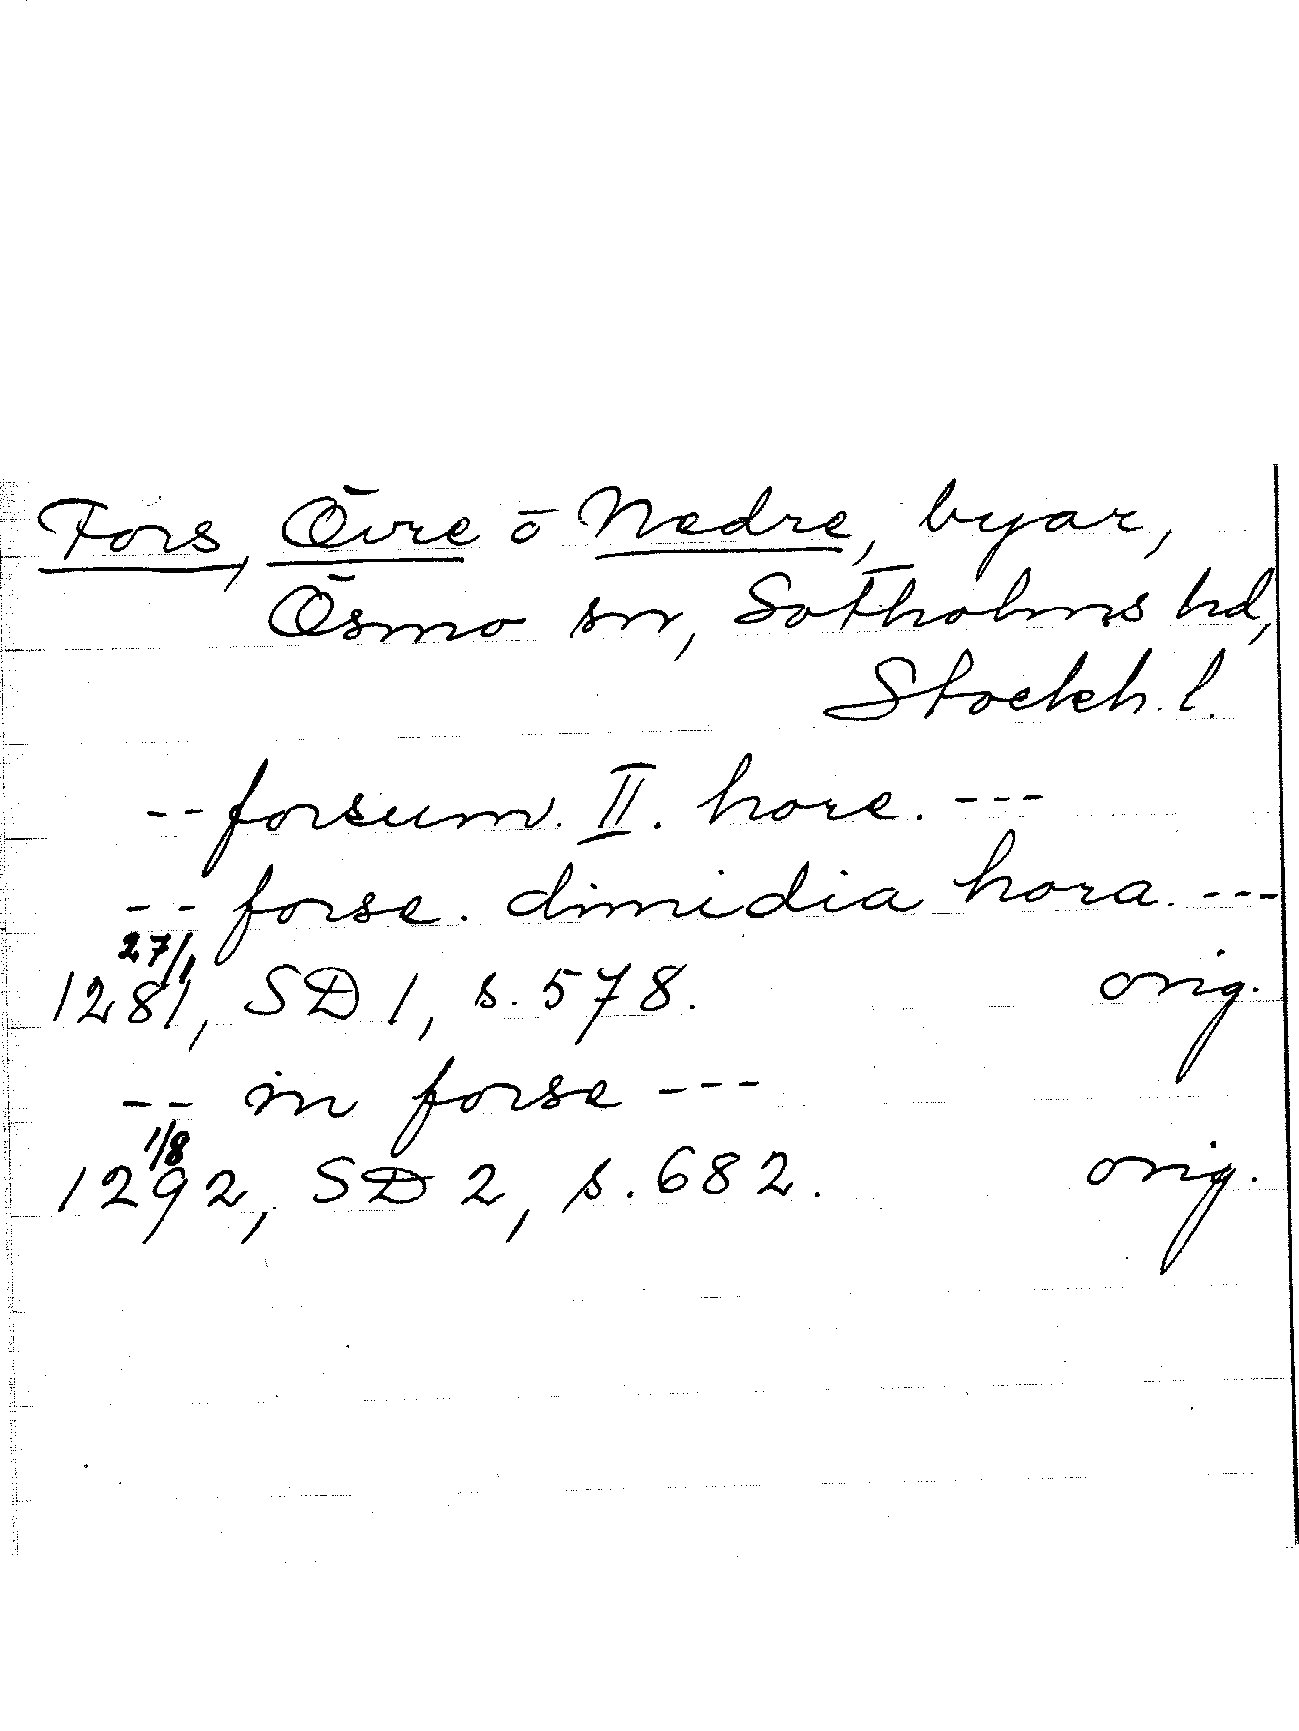 Fors, Övre o Nedre, byar,
Ösmo sn, Sotholms hd,
Stockh. l.
-- forsum. II. hore. ---
-- forse. dimidia hora. ---
27/1
1281, SD 1, s. 578. orig.
-- in forse ---
1/8
1292, SD 2, s. 682. orig.